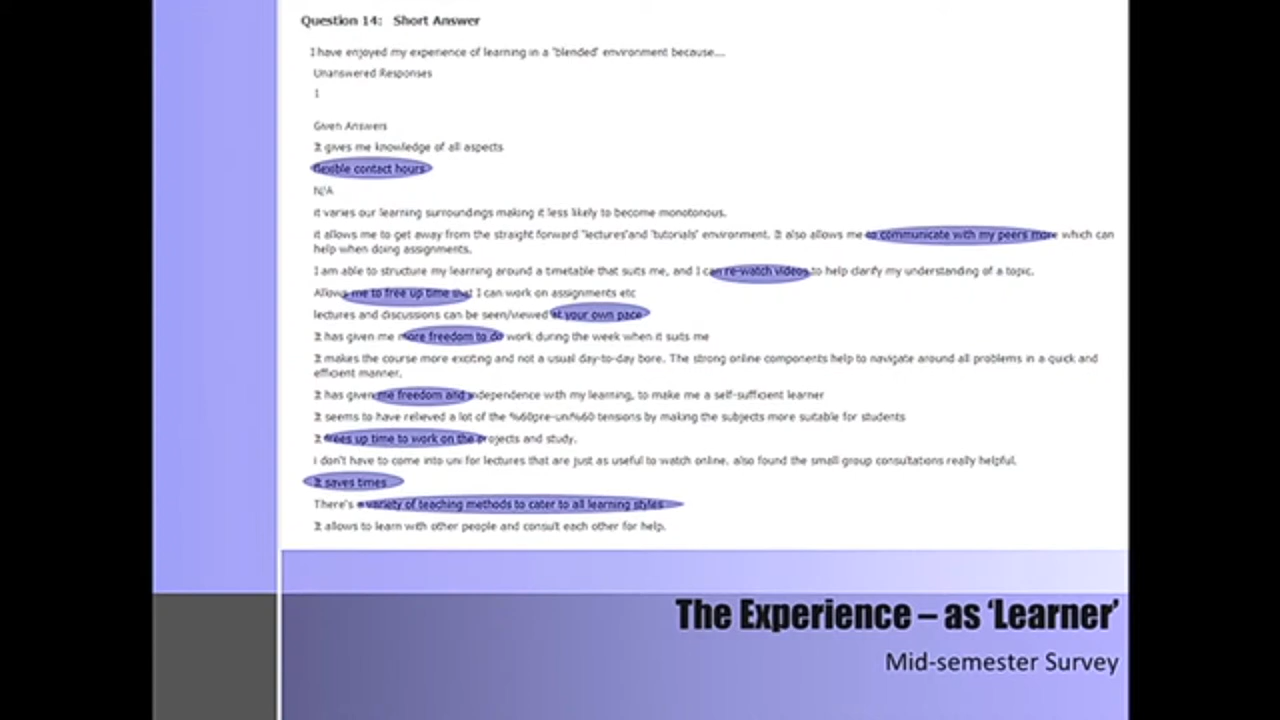 Question 14: Short Answer
I have enjoyed my experience of learning in a 'blended' environment because....
Unanswered Responses
1
Given Answers
It gives me knowledge of all aspects
flexible contact hours
N/A
it varies our learning surroundings making it less likely to become monotonous.
it allows me to get away from the straight forward 'lectures'and 'tutorials' environment. It also allows me to communicate with my peers more which can
help when doing assignments.
I am able to structure my learning around a timetable that suits me, and I can re-watch videos to help clarify my understanding of a topic.
Allows me to free up time that I can work on assignments etc
lectures and discussions can be seen/viewed at your own pace
It has given me more freedom to do work during the week when it suits me
It makes the course more exciting and not a usual day-to-day bore. The strong online components help to navigate around all problems in a quick and
efficient manner.
It has given me freedom and independence with my learning, to make me a self-sufficient learner
It seems to have relieved a lot of the %60pre-uni%60 tensions by making the subjects more suitable for students
It frees up time to work on the projects and study.
i don't have to come into uni for lectures that are just as useful to watch online. also found the small group consultations really helpful.
It saves times
There's a variety of teaching methods to cater to all learning styles
It allows to learn with other people and consult each other for help.
The Experience – as 'Learner'
Mid-semester Survey